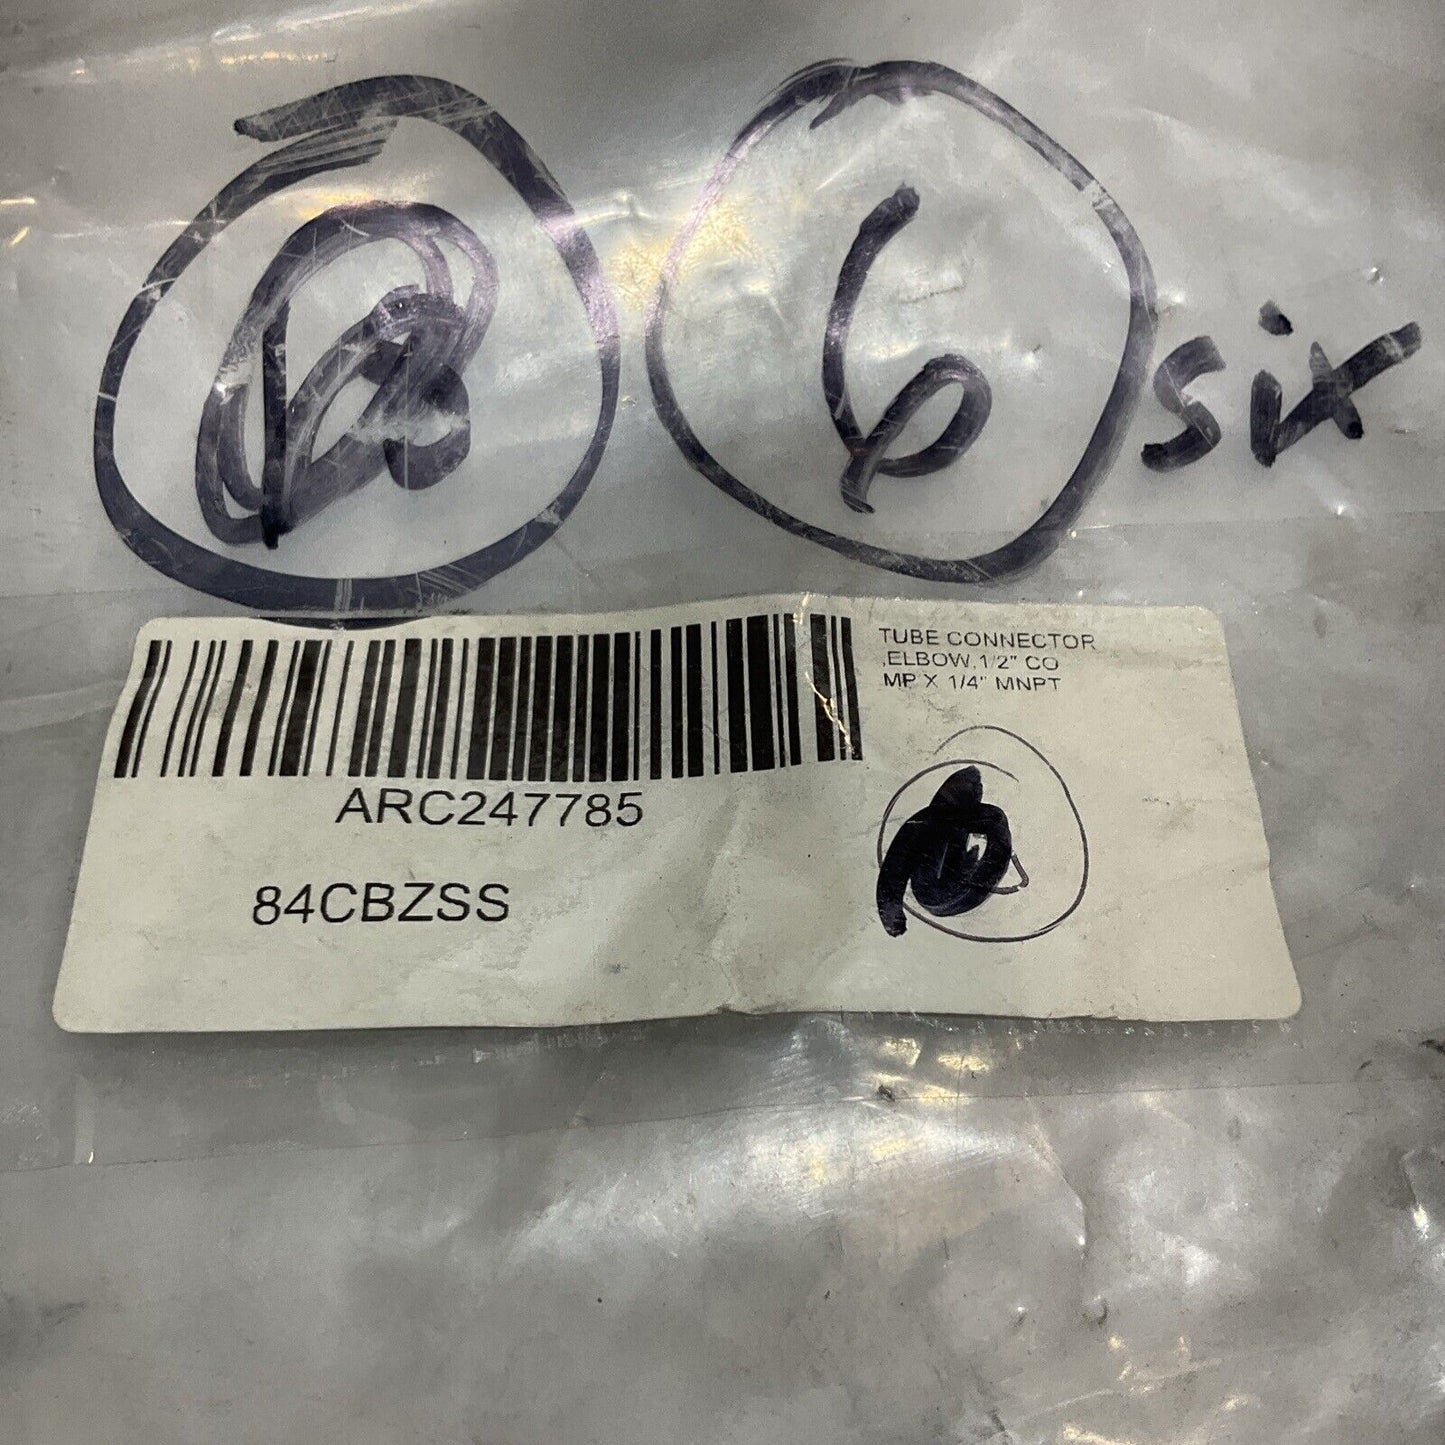 6 six
TUBE CONNECTOR
,ELBOW,1/2" CO
MP X 1/4" MNPT
ARC247785
84CBZSS